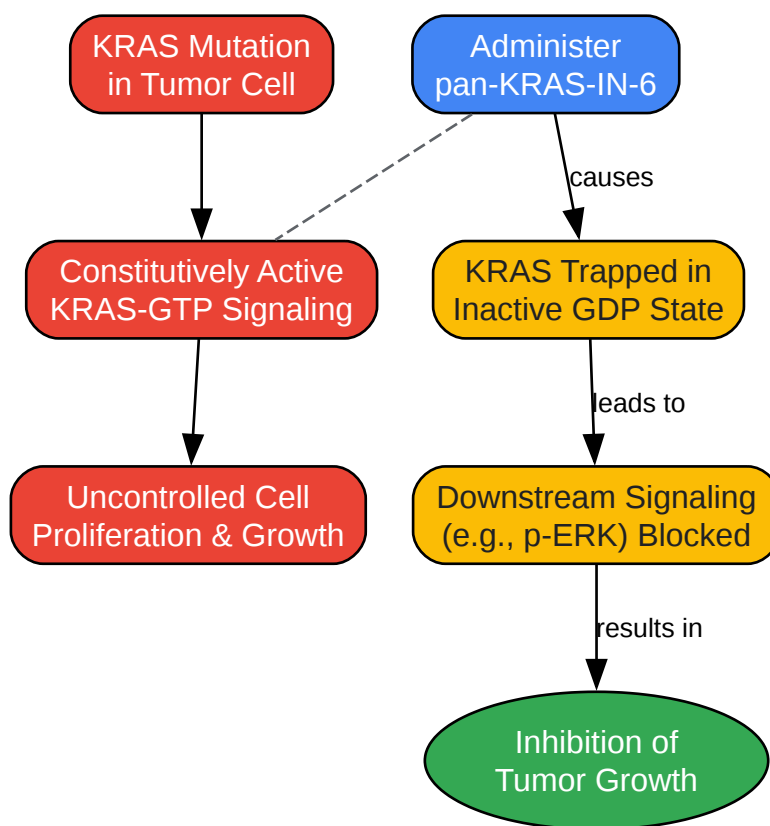 KRAS Mutation
in Tumor Cell
Administer
pan-KRAS-IN-6
causes
Constitutively Active
KRAS-GTP Signaling
KRAS Trapped in
Inactive GDP State
leads to
Uncontrolled Cell
Proliferation & Growth
Downstream Signaling
(e.g., p-ERK) Blocked
results in
Inhibition of
Tumor Growth